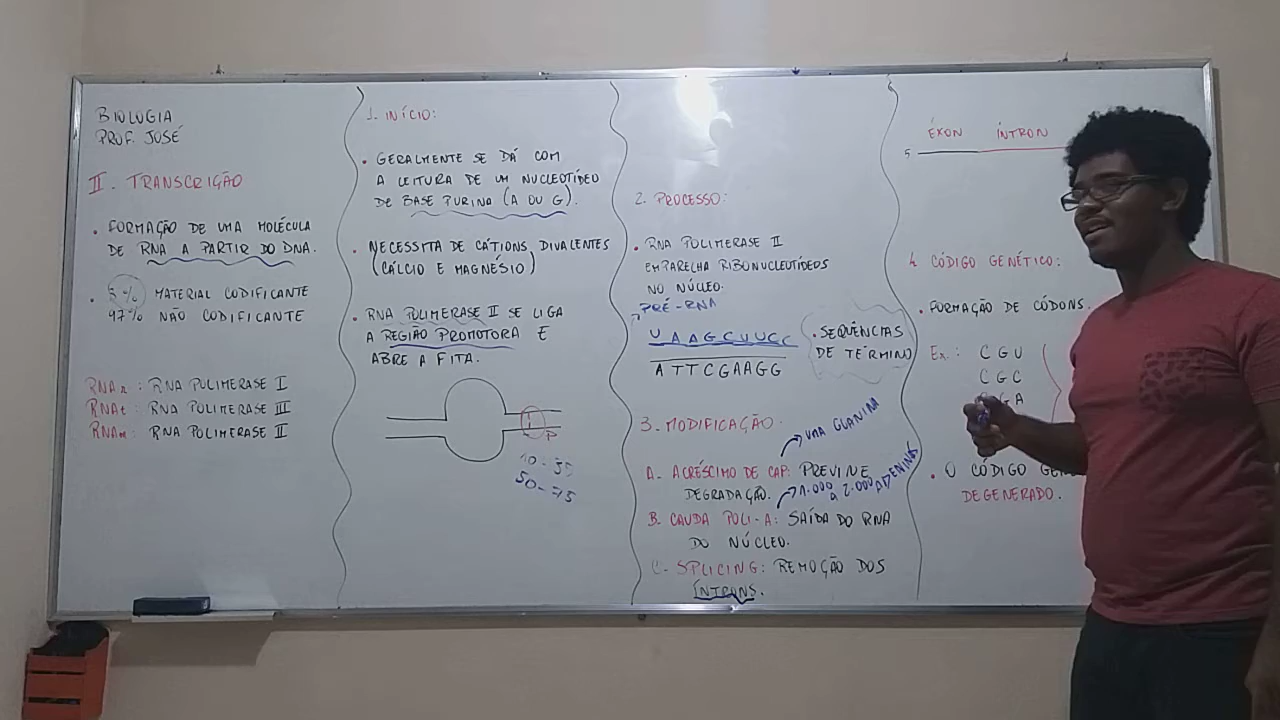 BIOLOGIA
PROF. JOSÉ
II. TRANSCRIÇÃO
• FORMAÇÃO DE UMA MOLÉCULA
DE RNA A PARTIR DO DNA.
• 3% MATERIAL CODIFICANTE
97% NÃO CODIFICANTE
RNAr: RNA POLIMERASE I
RNAt: RNA POLIMERASE III
RNAm: RNA POLIMERASE II
1. INÍCIO:
• GERALMENTE SE DÁ COM
A LEITURA DE UM NUCLEOTÍDEO
DE BASE PURINA (A OU G).
• NECESSITA DE CÁTIONS DIVALENTES
(CÁLCIO E MAGNÉSIO)
• RNA POLIMERASE II SE LIGA
A REGIÃO PROMOTORA E
ABRE A FITA.
P
50-75
2. PROCESSO:
• RNA POLIMERASE II
EMPARELHA RIBONUCLEOTÍDEOS
NO NÚCLEO.
PRÉ-RNA
UAAGCUUCC
ATTCGAAGG
• SEQUÊNCIAS
DE TÉRMINO
3. MODIFICAÇÃO:
UMA GUANINA
A. ACRÉSCIMO DE CAP: PREVINE
DEGRADAÇÃO.
1.000 A 2.000 ADENINAS
B. CAUDA POLI-A: SAÍDA DO RNA
DO NÚCLEO.
C. SPLICING: REMOÇÃO DOS
ÍNTRONS.
ÉXON ÍNTRON
5
4. CÓDIGO GENÉTICO:
• FORMAÇÃO DE CÓDONS.
Ex.: CGU
CGC
GA
• O CÓDIGO
DEGENERADO.